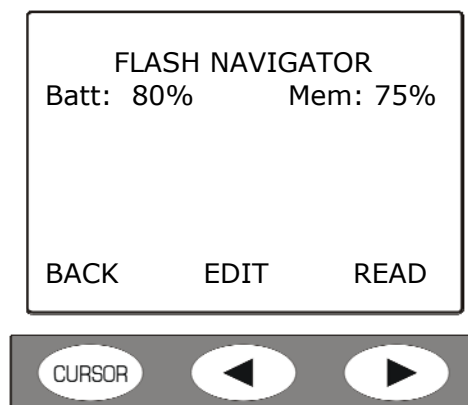 FLASH NAVIGATOR
Batt: 80% Mem: 75%
BACK EDIT READ
CURSOR